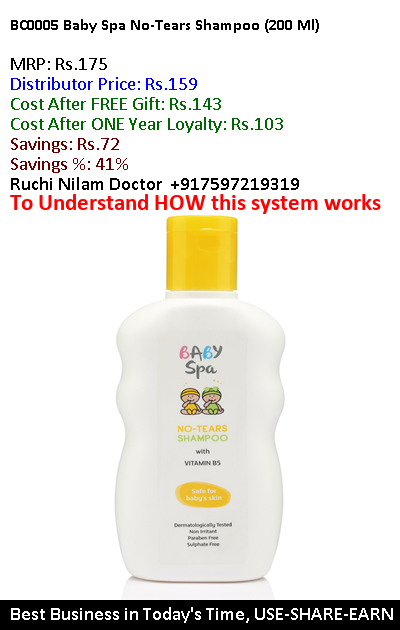 BC0005 Baby Spa No-Tears Shampoo (200 Ml)
MRP: Rs.175
Distributor Price: Rs.159
Cost After FREE Gift: Rs.143
Cost After ONE Year Loyalty: Rs.103
Savings: Rs.72
Savings %: 41%
Ruchi Nilam Doctor +917597219319
To Understand HOW this system works
BABY
Spa
NO-TEARS
SHAMPOO
with
VITAMIN B5
Safe for
baby's skin
Dermatologically Tested
Non Irritant
Paraben Free
Sulphate Free
Best Business in Today's Time, USE-SHARE-EARN